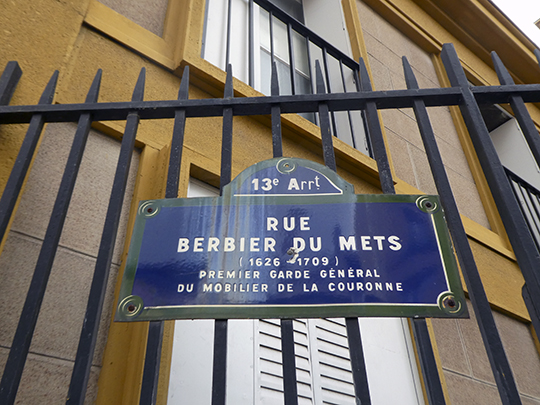 13e Arrt
RUE
BERBIER DU METS
( 1626 - 1709 )
PREMIER GARDE GÉNÉRAL
DU MOBILIER DE LA COURONNE